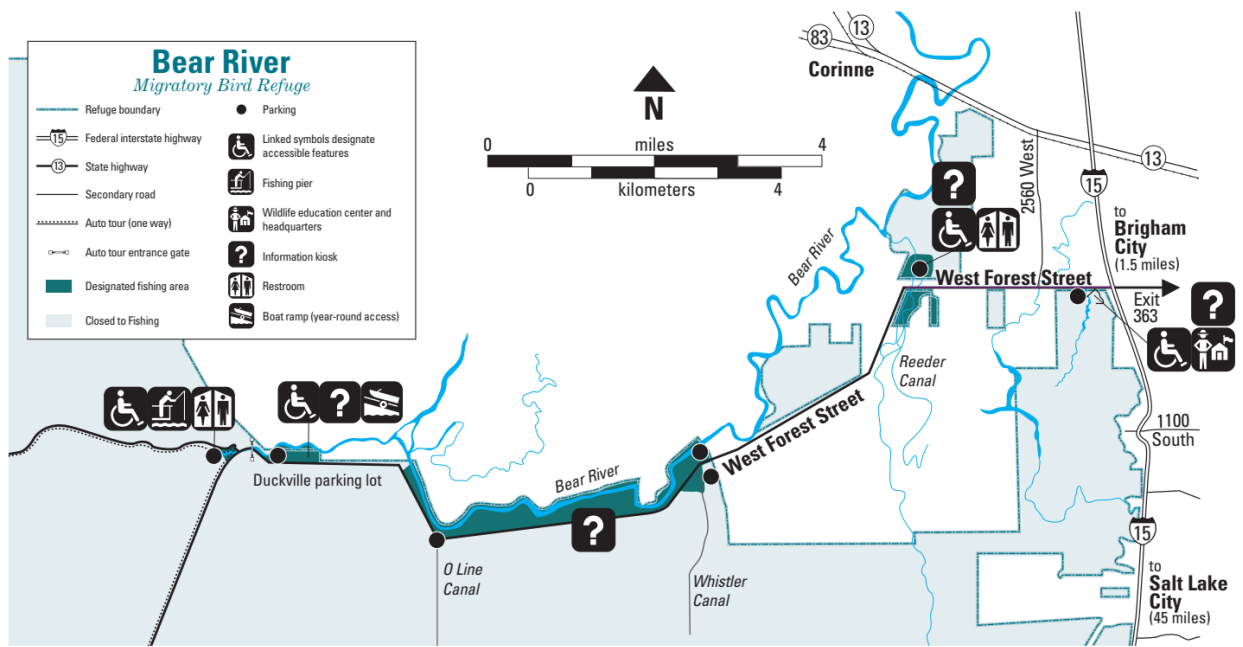 Bear River
Migratory Bird Refuge
Refuge boundary
15
Federal interstate highway
13
State highway
Secondary road
Auto tour (one way)
Auto tour entrance gate
Designated fishing area
Closed to Fishing
Parking
Linked symbols designate
accessible features
Fishing pier
Wildlife education center and
headquarters
?
Information kiosk
Restroom
Boat ramp (year-round access)
N
0
miles
4
0
kilometers
4
83
13
Corinne
13
15
2560 West
to
Brigham
City
(1.5 miles)
?
West Forest Street
Exit
363
?
Bear River
Reeder
Canal
West Forest Street
1100
South
?
Duckville parking lot
Bear River
?
O Line
Canal
Whistler
Canal
15
to
Salt Lake
City
(45 miles)